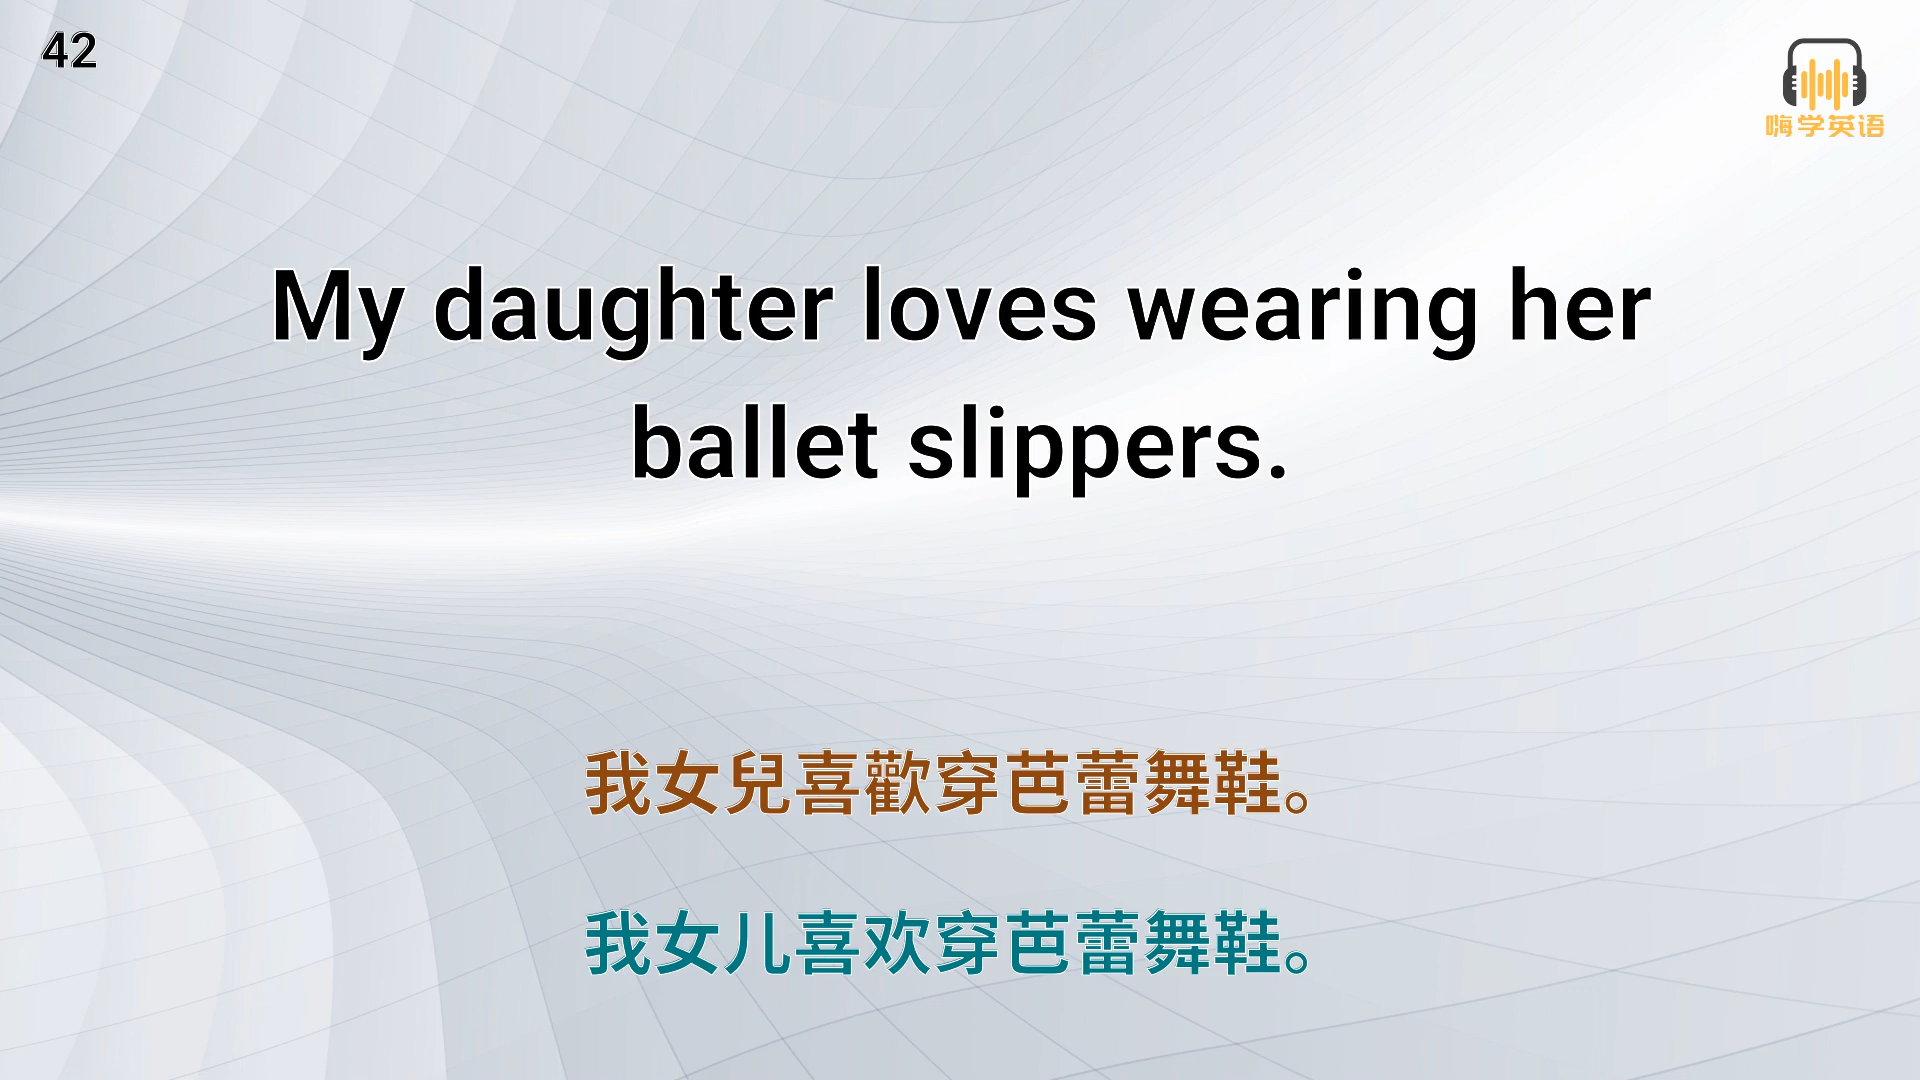 42
嗨学英语
My daughter loves wearing her
ballet slippers.
我女兒喜歡穿芭蕾舞鞋。
我女儿喜欢穿芭蕾舞鞋。